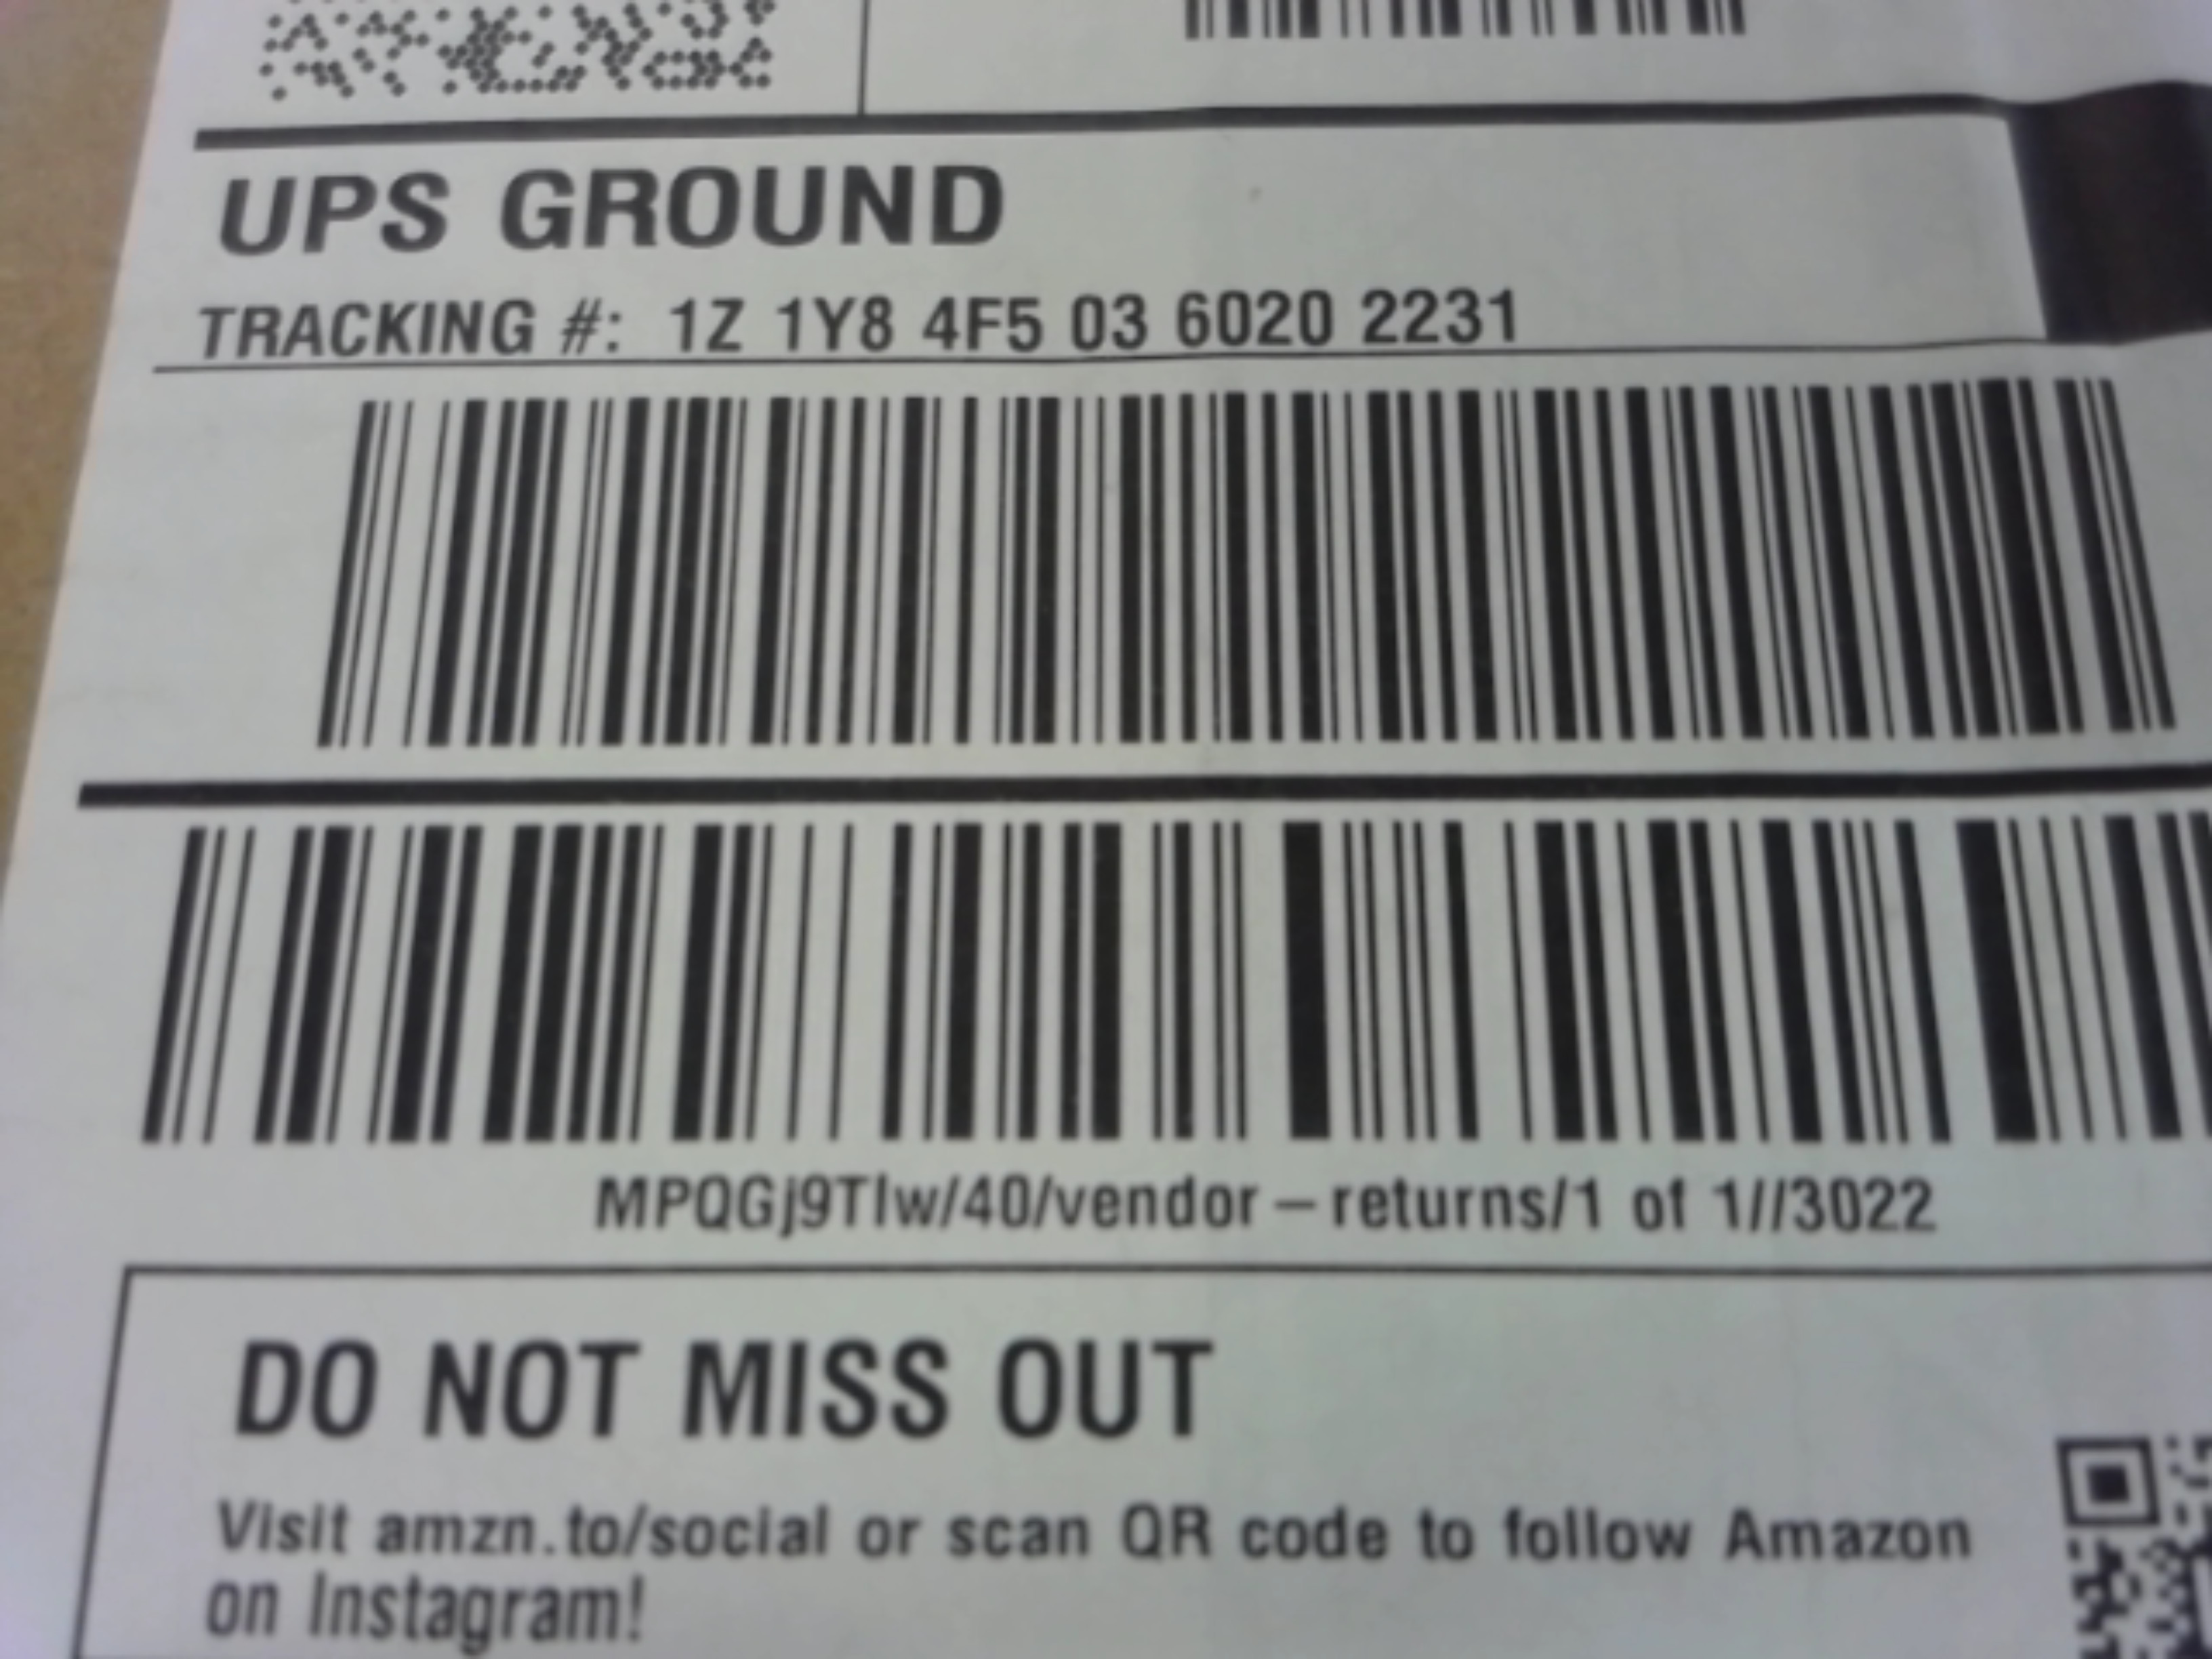 UPS GROUND
TRACKING #: 1Z 1Y8 4F5 03 6020 2231
MPQGj9Tlw/40/vendor-returns/1 of 1//3022
DO NOT MISS OUT
Visit amzn.to/social or scan QR code to follow Amazon
on Instagram!